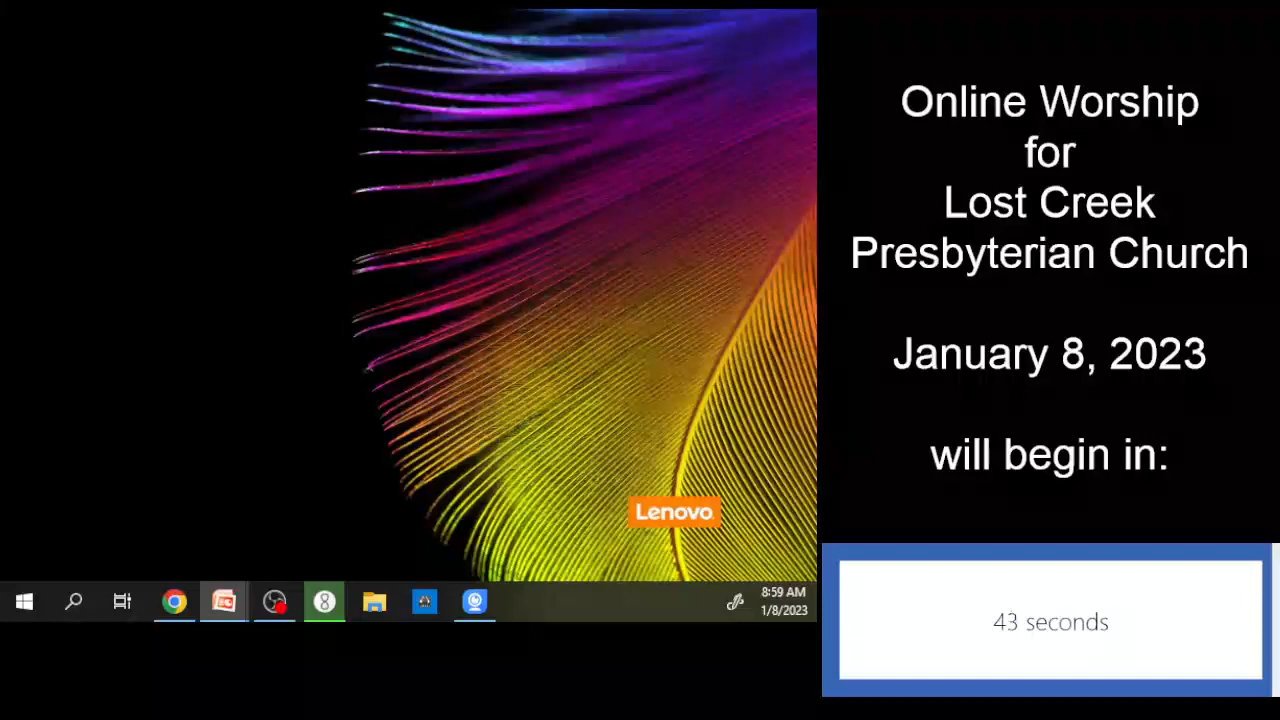 Online Worship
for
Lost Creek
Presbyterian Church
January 8, 2023
will begin in:
Lenovo
43 seconds
8:59 AM
1/8/2023